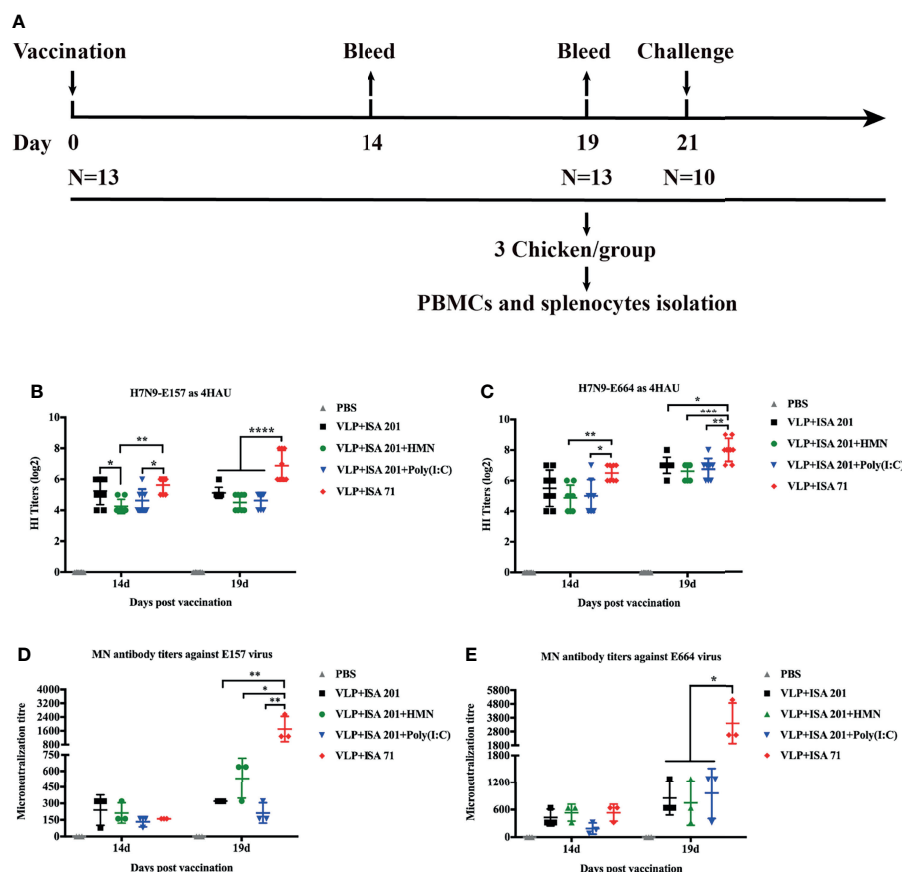 A
Vaccination Bleed Bleed Challenge
Day 0 14 19 21
N=13 N=13 N=10
3 Chicken/group
PBMCs and splenocytes isolation
B
H7N9-E157 as 4HAU
HI Titers (log2)
10
8
6
4
2
0
* ** * ****
14d 19d
Days post vaccination
PBS
VLP+ISA 201
VLP+ISA 201+HMN
VLP+ISA 201+Poly(I:C)
VLP+ISA 71
C
H7N9-E664 as 4HAU
HI Titers (log2)
10
8
6
4
2
0
** * * *** **
14d 19d
Days post vaccination
PBS
VLP+ISA 201
VLP+ISA 201+HMN
VLP+ISA 201+Poly(I:C)
VLP+ISA 71
D
MN antibody titers against E157 virus
Microneutralization titre
4000
3200
2400
1600
800
600
450
300
150
0
** * **
14d 19d
Days post vaccination
PBS
VLP+ISA 201
VLP+ISA 201+HMN
VLP+ISA 201+Poly(I:C)
VLP+ISA 71
E
MN antibody titers against E664 virus
Microneutralization titre
5800
4800
3800
2800
1800
1200
600
0
*
14d 19d
Days post vaccination
PBS
VLP+ISA 201
VLP+ISA 201+HMN
VLP+ISA 201+Poly(I:C)
VLP+ISA 71